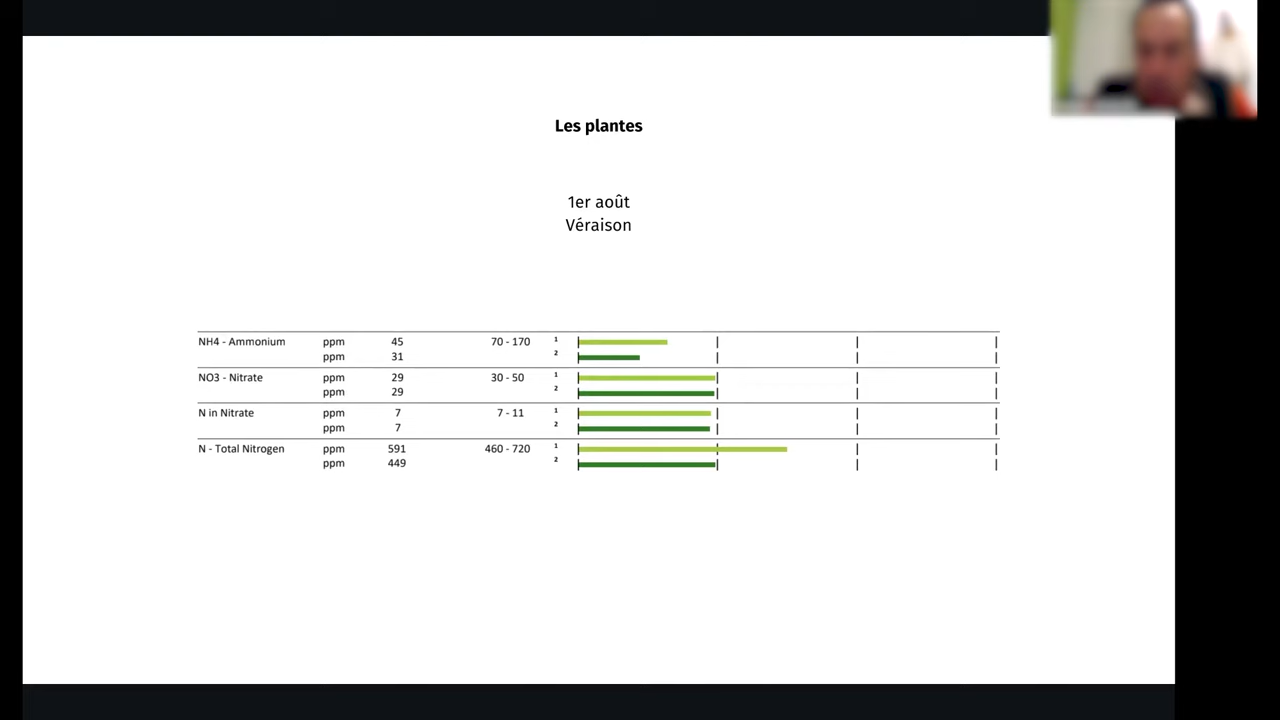 Les plantes
1er août
Véraison
NH4 - Ammonium ppm 45 70 - 170 1
ppm 31 2
NO3 - Nitrate ppm 29 30 - 50 1
ppm 29 2
N in Nitrate ppm 7 7 - 11 1
ppm 7 2
N - Total Nitrogen ppm 591 460 - 720 1
ppm 449 2